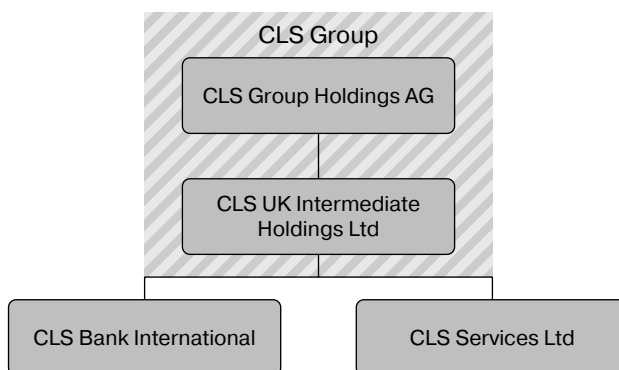 CLS Group
CLS Group Holdings AG
CLS UK Intermediate
Holdings Ltd
CLS Bank International
CLS Services Ltd